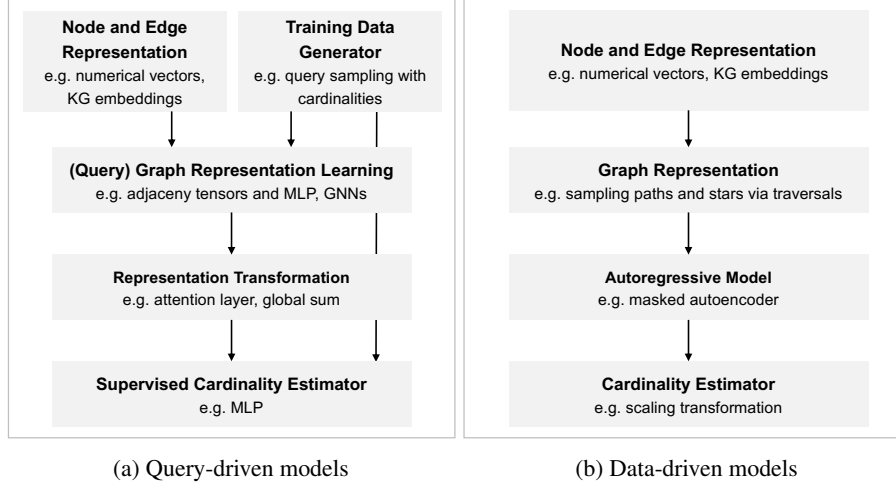 Node and Edge
Representation
e.g. numerical vectors,
KG embeddings
Training Data
Generator
e.g. query sampling with
cardinalities
(Query) Graph Representation Learning
e.g. adjaceny tensors and MLP, GNNs
Representation Transformation
e.g. attention layer, global sum
Supervised Cardinality Estimator
e.g. MLP
(a) Query-driven models
Node and Edge Representation
e.g. numerical vectors, KG embeddings
Graph Representation
e.g. sampling paths and stars via traversals
Autoregressive Model
e.g. masked autoencoder
Cardinality Estimator
e.g. scaling transformation
(b) Data-driven models